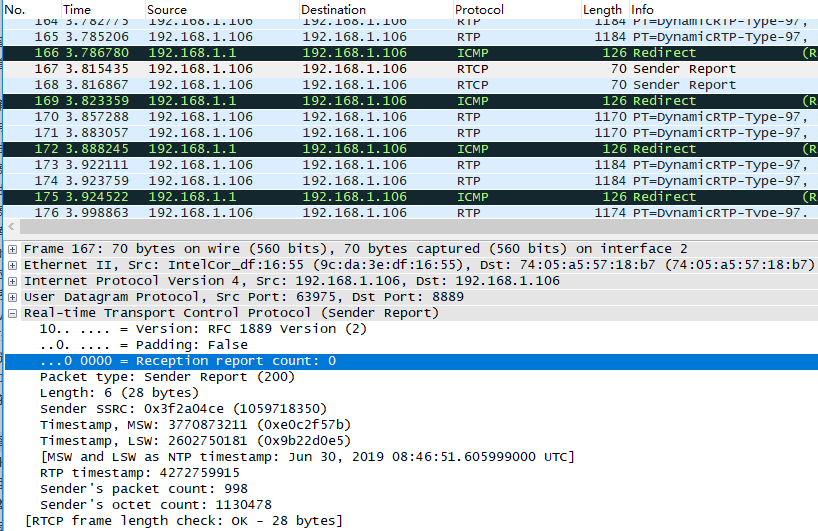 No. Time Source Destination Protocol Length Info
164 3.782775 192.168.1.106 192.168.1.106 RTP 1184 PT=DynamicRTP-Type-97,
165 3.785206 192.168.1.106 192.168.1.106 RTP 1184 PT=DynamicRTP-Type-97,
166 3.786780 192.168.1.1 192.168.1.106 ICMP 126 Redirect (R
167 3.815435 192.168.1.106 192.168.1.106 RTCP 70 Sender Report
168 3.816867 192.168.1.106 192.168.1.106 RTCP 70 Sender Report
169 3.823359 192.168.1.1 192.168.1.106 ICMP 126 Redirect (R
170 3.857288 192.168.1.106 192.168.1.106 RTP 1170 PT=DynamicRTP-Type-97,
171 3.883057 192.168.1.106 192.168.1.106 RTP 1170 PT=DynamicRTP-Type-97,
172 3.888245 192.168.1.1 192.168.1.106 ICMP 126 Redirect (R
173 3.922111 192.168.1.106 192.168.1.106 RTP 1184 PT=DynamicRTP-Type-97,
174 3.923759 192.168.1.106 192.168.1.106 RTP 1184 PT=DynamicRTP-Type-97,
175 3.924522 192.168.1.1 192.168.1.106 ICMP 126 Redirect (R
176 3.998863 192.168.1.106 192.168.1.106 RTP 1174 PT=DynamicRTP-Type-97,
Frame 167: 70 bytes on wire (560 bits), 70 bytes captured (560 bits) on interface 2
Ethernet II, Src: IntelCor_df:16:55 (9c:da:3e:df:16:55), Dst: 74:05:a5:57:18:b7 (74:05:a5:57:18:b7)
Internet Protocol Version 4, Src: 192.168.1.106, Dst: 192.168.1.106
User Datagram Protocol, Src Port: 63975, Dst Port: 8889
Real-time Transport Control Protocol (Sender Report)
10.. .... = Version: RFC 1889 Version (2)
..0. .... = Padding: False
...0 0000 = Reception report count: 0
Packet type: Sender Report (200)
Length: 6 (28 bytes)
Sender SSRC: 0x3f2a04ce (1059718350)
Timestamp, MSW: 3770873211 (0xe0c2f57b)
Timestamp, LSW: 2602750181 (0x9b22d0e5)
[MSW and LSW as NTP timestamp: Jun 30, 2019 08:46:51.605999000 UTC]
RTP timestamp: 4272759915
Sender's packet count: 998
Sender's octet count: 1130478
[RTCP frame length check: OK - 28 bytes]